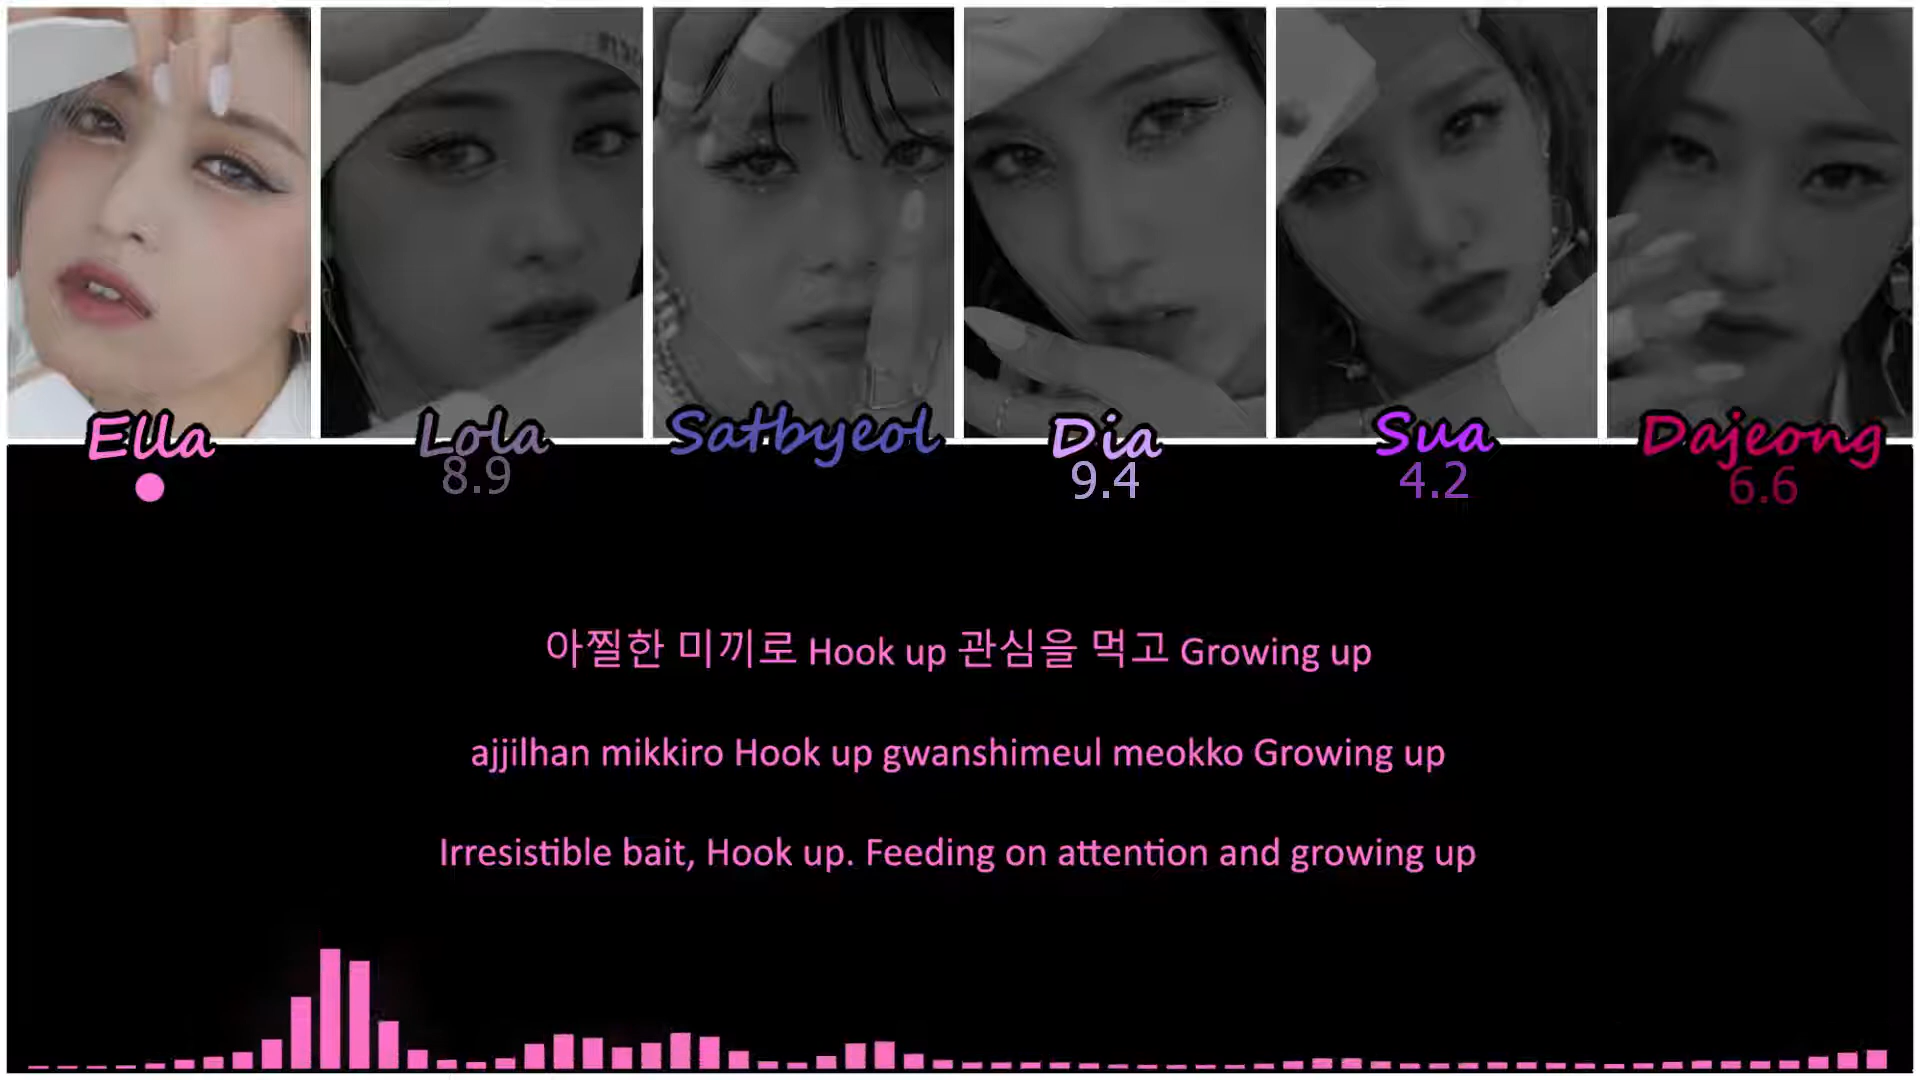 Ella Lola Satbyeol Dia Sua Dajeong
8.9 9.4 4.2 6.6
아찔한 미끼로 Hook up 관심을 먹고 Growing up
ajjilhan mikkiro Hook up gwanshimeul meokko Growing up
Irresistible bait, Hook up. Feeding on attention and growing up